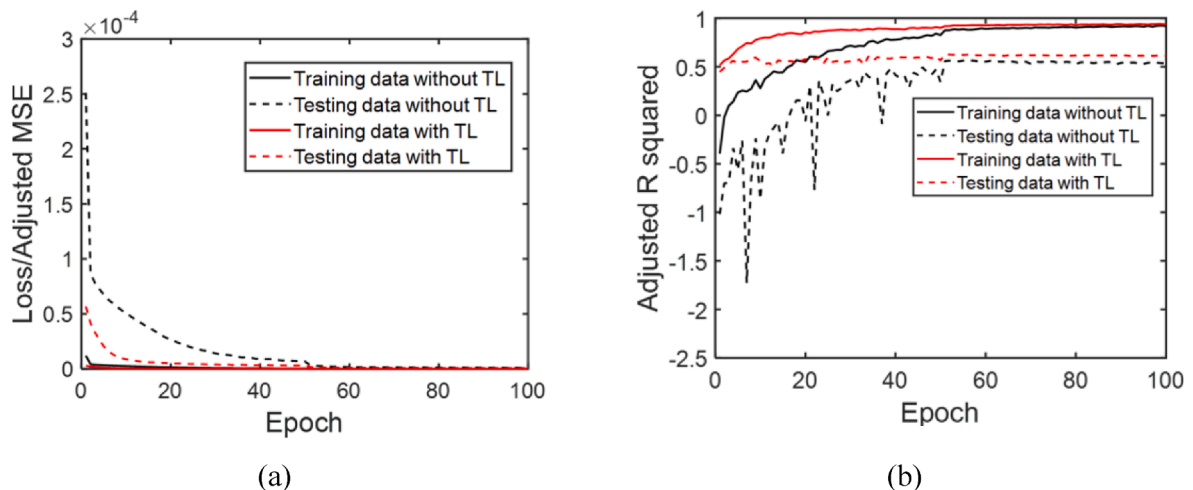 ×10-4
3
2.5
2
1.5
1
0.5
0
0 20 40 60 80 100
Loss/Adjusted MSE
Epoch
Training data without TL
Testing data without TL
Training data with TL
Testing data with TL
(a)
1
0.5
0
-0.5
-1
-1.5
-2
-2.5
0 20 40 60 80 100
Adjusted R squared
Epoch
Training data without TL
Testing data without TL
Training data with TL
Testing data with TL
(b)